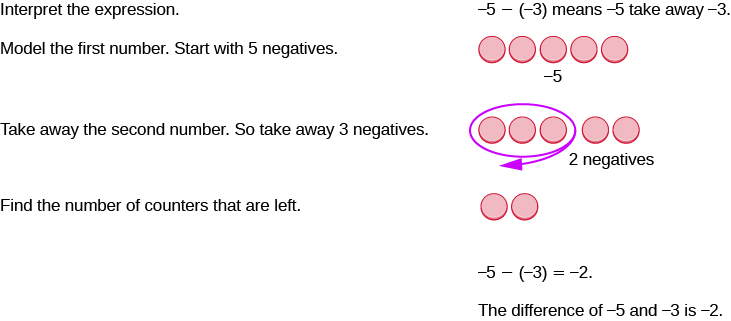 Interpret the expression. –5 – (–3) means –5 take away –3.
Model the first number. Start with 5 negatives.
–5
Take away the second number. So take away 3 negatives.
2 negatives
Find the number of counters that are left.
–5 – (–3) = –2.
The difference of –5 and –3 is –2.